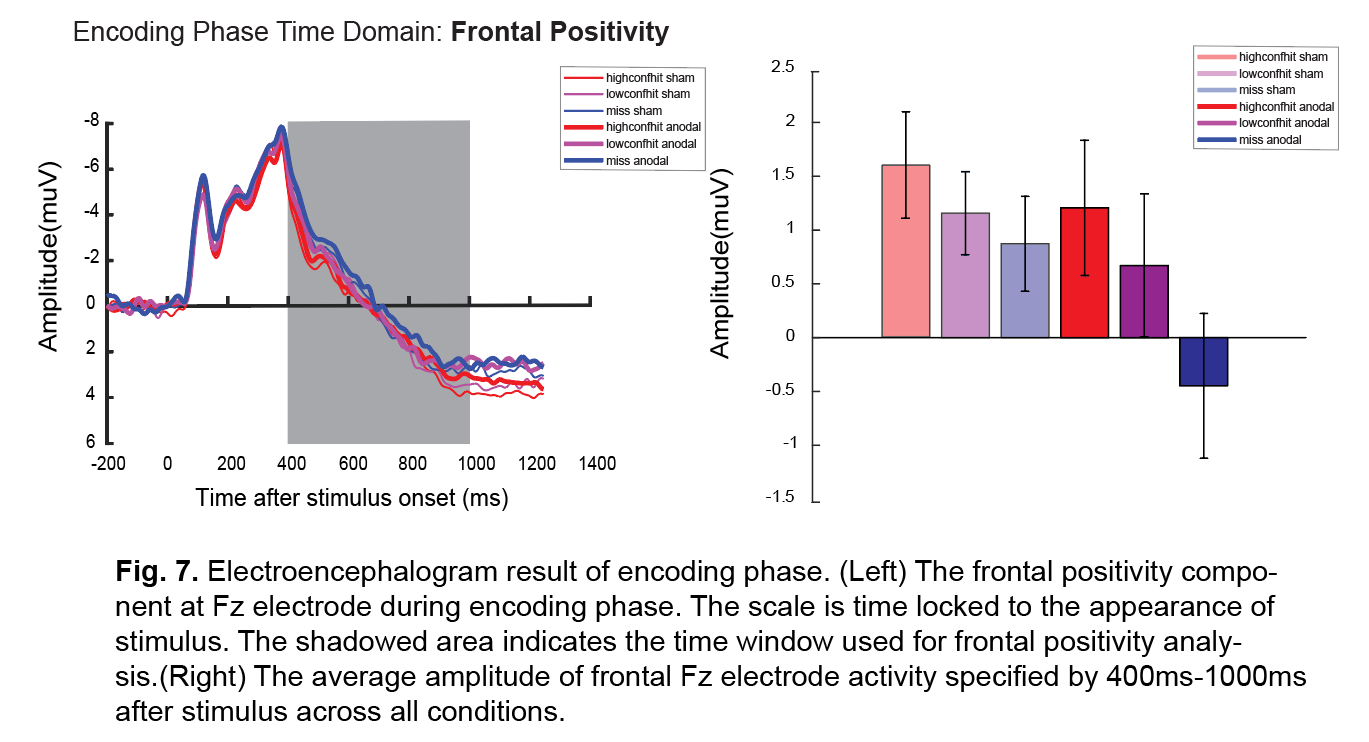 Encoding Phase Time Domain: Frontal Positivity
highconfhit sham
lowconfhit sham
miss sham
highconfhit anodal
lowconfhit anodal
miss anodal
Amplitude(muV)
-8
-6
-4
-2
0
2
4
6
-200
0
200
400
600
800
1000
1200
1400
Time after stimulus onset (ms)
highconfhit sham
lowconfhit sham
miss sham
highconfhit anodal
lowconfhit anodal
miss anodal
Amplitude(muV)
2.5
2
1.5
1
0.5
0
-0.5
-1
-1.5
Fig. 7. Electroencephalogram result of encoding phase. (Left) The frontal positivity compo-
nent at Fz electrode during encoding phase. The scale is time locked to the appearance of
stimulus. The shadowed area indicates the time window used for frontal positivity analy-
sis.(Right) The average amplitude of frontal Fz electrode activity specified by 400ms-1000ms
after stimulus across all conditions.